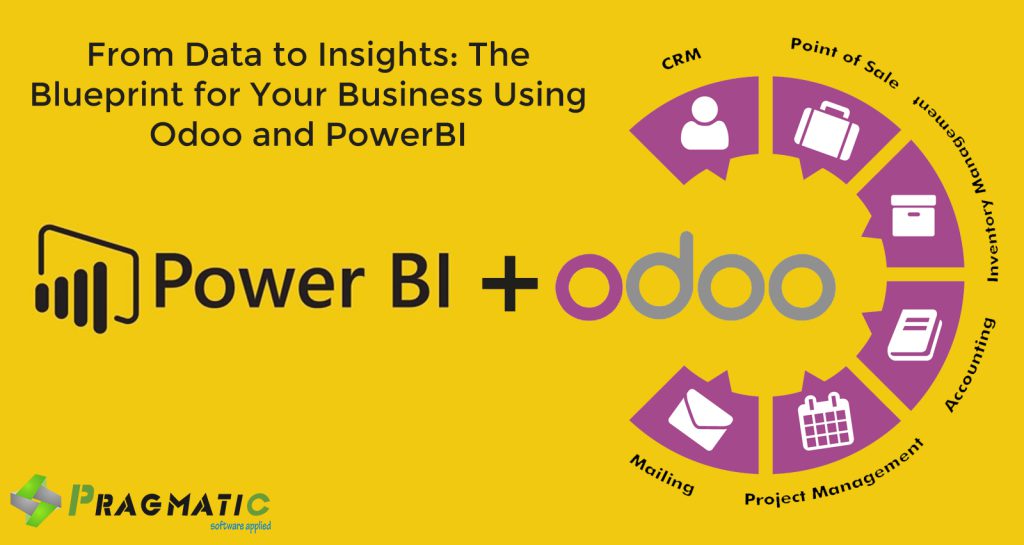 From Data to Insights: The
Blueprint for Your Business Using
Odoo and PowerBI
Power BI + odoo
CRM
Point of Sale
Inventory Management
Accounting
Project Management
Mailing
PRAGMATIC
software applied